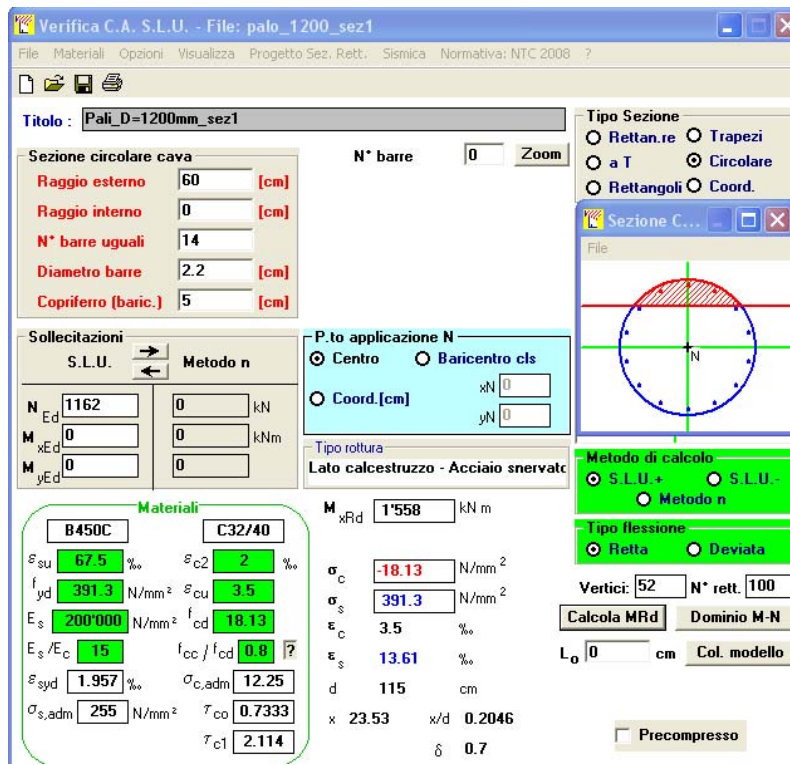 Verifica C.A. S.L.U. - File: palo_1200_sez1
File Materiali Opzioni Visualizza Progetto Sez. Rett. Sismica Normativa: NTC 2008 ?
Titolo : Pali_D=1200mm_sez1
Tipo Sezione
Rettan.re Trapezi
a T Circolare
Rettangoli Coord.
Sezione circolare cava
N° barre 0 Zoom
Raggio esterno 60 [cm]
Raggio interno 0 [cm]
N° barre uguali 14
Diametro barre 2.2 [cm]
Copriferro (baric.) 5 [cm]
Sezione C...
File
N
Sollecitazioni
S.L.U. Metodo n
N Ed 1162 0 kN
M xEd 0 0 kNm
M yEd 0 0
P.to applicazione N
Centro Baricentro cls
Coord.[cm] xN 0
yN 0
Tipo rottura
Lato calcestruzzo - Acciaio snervato
Metodo di calcolo
S.L.U.+ S.L.U.-
Metodo n
Tipo flessione
Retta Deviata
Materiali
B450C C32/40
εsu 67.5 ‰ εc2 2 ‰
fyd 391.3 N/mm² εcu 3.5
Es 200'000 N/mm² fcd 18.13
Es/Ec 15 fcc / fcd 0.8 ?
εsyd 1.957 ‰ σc,adm 12.25
σs,adm 255 N/mm² τco 0.7333
τc1 2.114
M xRd 1'558 kN m
σc -18.13 N/mm²
σs 391.3 N/mm²
εc 3.5 ‰
εs 13.61 ‰
d 115 cm
x 23.53 x/d 0.2046
δ 0.7
Vertici: 52 N° rett. 100
Calcola MRd Dominio M-N
Lo 0 cm Col. modello
Precompresso